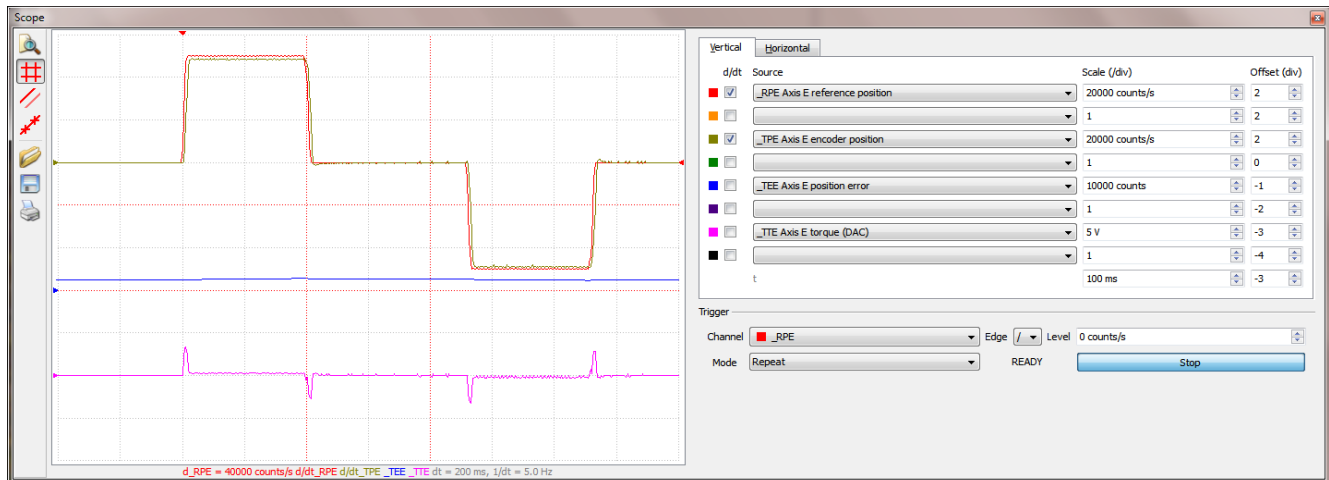 Scope
Vertical Horizontal
d/dt Source Scale (/div) Offset (div)
_RPE Axis E reference position 20000 counts/s 2
1 2
_TPE Axis E encoder position 20000 counts/s 2
1 0
_TEE Axis E position error 10000 counts -1
1 -2
_TTE Axis E torque (DAC) 5 V -3
1 -4
t 100 ms -3
Trigger
Channel _RPE Edge / Level 0 counts/s
Mode Repeat READY Stop
d_RPE = 40000 counts/s d/dt_RPE d/dt_TPE _TEE _TTE dt = 200 ms, 1/dt = 5.0 Hz